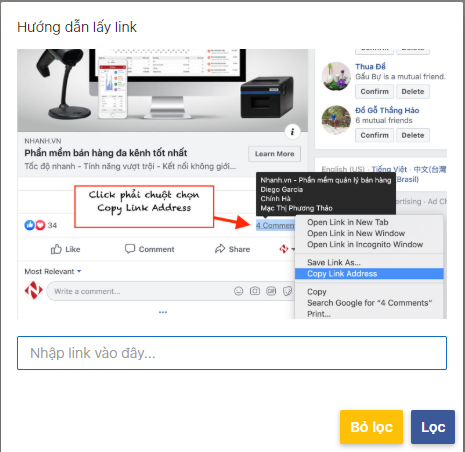 Hướng dẫn lấy link
Confirm Delete
Thua Đề
Gấu Bự is a mutual friend.
Confirm Delete
Đồ Gỗ Thắng Hảo
6 mutual friends
Confirm Delete
NHANH.VN
Phần mềm bán hàng đa kênh tốt nhất
Tốc độ nhanh - Tính năng vượt trội - Kết nối không giới...
Learn More
English (US) · Tiếng Việt · 中文(台灣
(Brasil)
ertising · Ad Ch
Click phải chuột chọn
Copy Link Address
Nhanh.vn - Phần mềm quản lý bán hàng
Diego Garcia
Chính Hà
Mạc Thị Phương Thảo
34
4 Commen
Like
Comment
Share
Most Relevant
Write a comment...
GIF
Open Link in New Tab
Open Link in New Window
Open Link in Incognito Window
Save Link As...
Copy Link Address
Copy
Search Google for "4 Comments"
Print...
Nhập link vào đây...
Bỏ lọc
Lọc